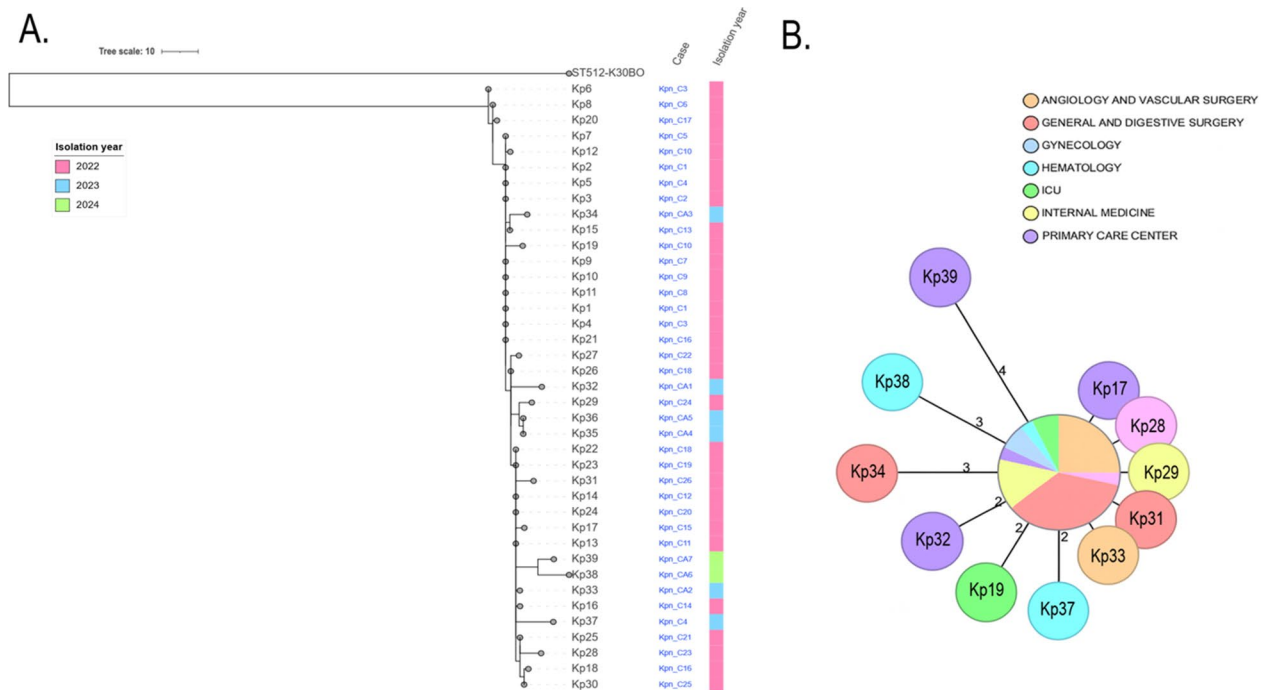 A.
B.
Tree scale: 10
Case
Isolation year
Isolation year
2022
2023
2024
ST512-K30BO
Kp6 Kpn_C3
Kp8 Kpn_C6
Kp20 Kpn_C17
Kp7 Kpn_C5
Kp12 Kpn_C10
Kp2 Kpn_C1
Kp5 Kpn_C4
Kp3 Kpn_C2
Kp34 Kpn_CA3
Kp15 Kpn_C13
Kp19 Kpn_C10
Kp9 Kpn_C7
Kp10 Kpn_C9
Kp11 Kpn_C8
Kp1 Kpn_C1
Kp4 Kpn_C3
Kp21 Kpn_C16
Kp27 Kpn_C22
Kp26 Kpn_C18
Kp32 Kpn_CA1
Kp29 Kpn_C24
Kp36 Kpn_CA5
Kp35 Kpn_CA4
Kp22 Kpn_C18
Kp23 Kpn_C19
Kp31 Kpn_C26
Kp14 Kpn_C12
Kp24 Kpn_C20
Kp17 Kpn_C15
Kp13 Kpn_C11
Kp39 Kpn_CA7
Kp38 Kpn_CA6
Kp33 Kpn_CA2
Kp16 Kpn_C14
Kp37 Kpn_C4
Kp25 Kpn_C21
Kp28 Kpn_C23
Kp18 Kpn_C16
Kp30 Kpn_C25
ANGIOLOGY AND VASCULAR SURGERY
GENERAL AND DIGESTIVE SURGERY
GYNECOLOGY
HEMATOLOGY
ICU
INTERNAL MEDICINE
PRIMARY CARE CENTER
Kp39
4
Kp38
3
Kp17
Kp28
Kp34
3
Kp29
Kp31
2
Kp32
2
2
Kp33
Kp19
Kp37